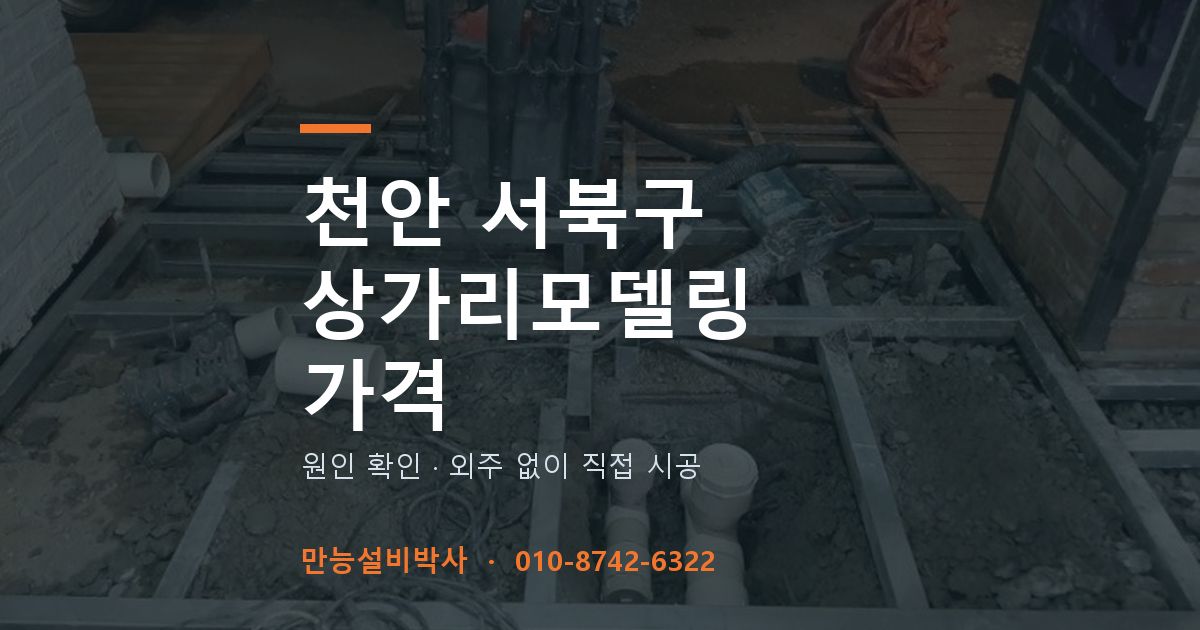 천안 서북구
상가리모델링
가격
원인 확인 · 외주 없이 직접 시공
만능설비박사 · 010-8742-6322